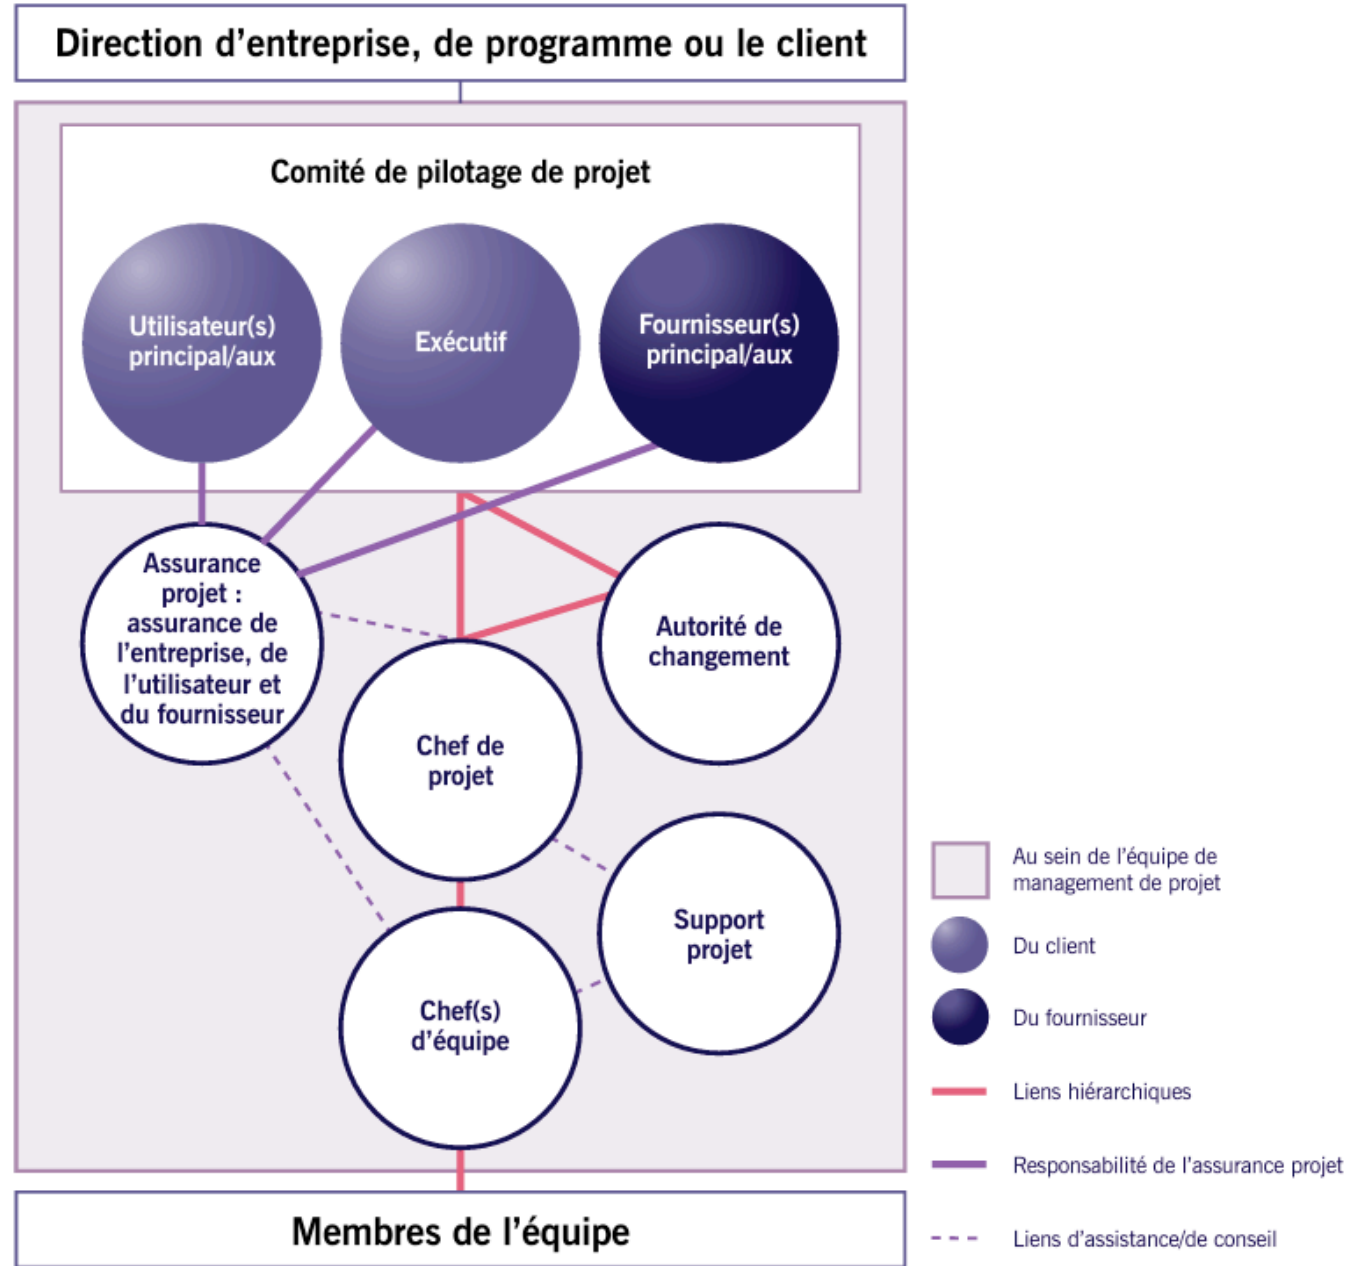 Direction d’entreprise, de programme ou le client
Comité de pilotage de projet
Utilisateur(s)
principal/aux
Exécutif
Fournisseur(s)
principal/aux
Assurance
projet :
assurance de
l’entreprise, de
l’utilisateur et
du fournisseur
Autorité de
changement
Chef de
projet
Support
projet
Chef(s)
d’équipe
Membres de l’équipe
Au sein de l’équipe de
management de projet
Du client
Du fournisseur
Liens hiérarchiques
Responsabilité de l’assurance projet
Liens d’assistance/de conseil